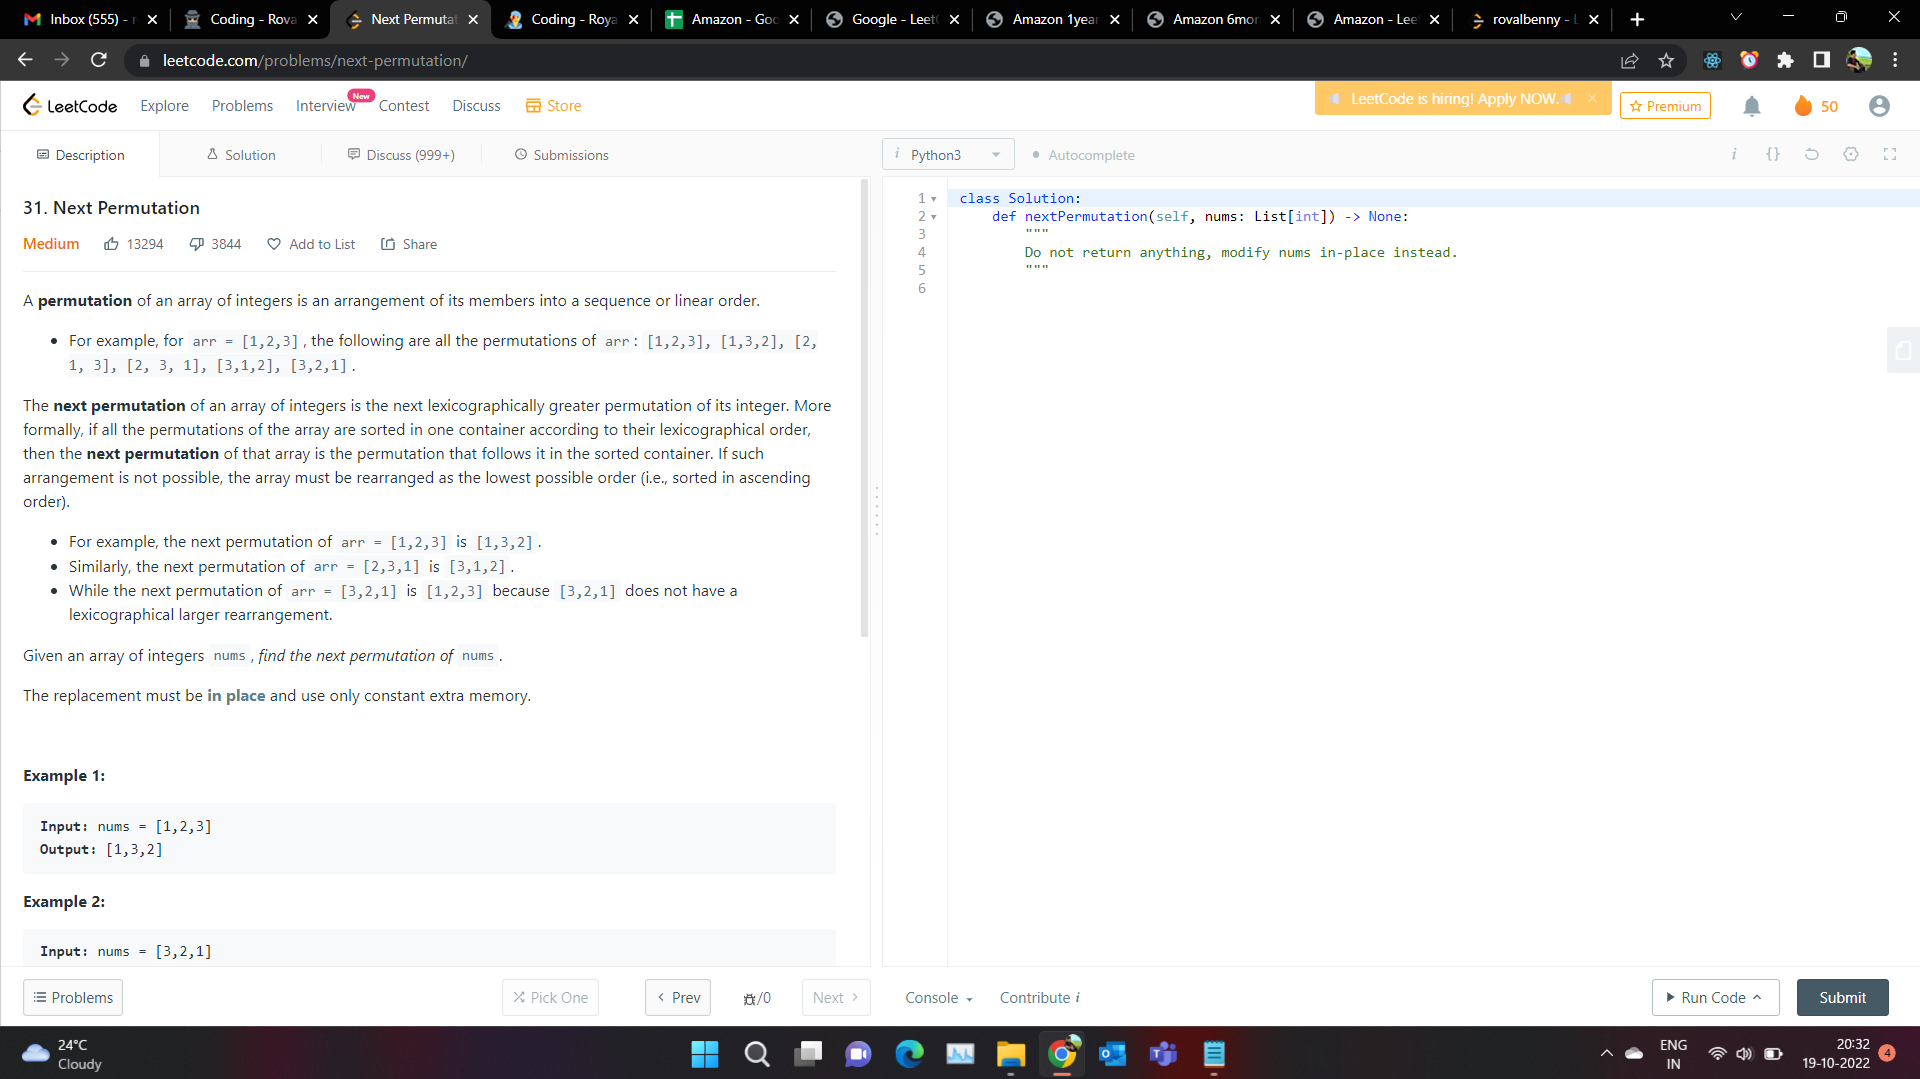 Inbox (555) - r
Coding - Rova
Next Permutat
Coding - Roya
Amazon - Goo
Google - Leet
Amazon 1year
Amazon 6mon
Amazon - Lee
rovalbenny - L
leetcode.com/problems/next-permutation/
LeetCode
Explore
Problems
Interview
New
Contest
Discuss
Store
LeetCode is hiring! Apply NOW.
Premium
50
Description
Solution
Discuss (999+)
Submissions
i Python3
Autocomplete
i {}
31. Next Permutation
Medium
13294
3844
Add to List
Share
A permutation of an array of integers is an arrangement of its members into a sequence or linear order.
• For example, for arr = [1,2,3], the following are all the permutations of arr: [1,2,3], [1,3,2], [2,
1, 3], [2, 3, 1], [3,1,2], [3,2,1].
The next permutation of an array of integers is the next lexicographically greater permutation of its integer. More
formally, if all the permutations of the array are sorted in one container according to their lexicographical order,
then the next permutation of that array is the permutation that follows it in the sorted container. If such
arrangement is not possible, the array must be rearranged as the lowest possible order (i.e., sorted in ascending
order).
• For example, the next permutation of arr = [1,2,3] is [1,3,2].
• Similarly, the next permutation of arr = [2,3,1] is [3,1,2].
• While the next permutation of arr = [3,2,1] is [1,2,3] because [3,2,1] does not have a
lexicographical larger rearrangement.
Given an array of integers nums, find the next permutation of nums.
The replacement must be in place and use only constant extra memory.
Example 1:
Input: nums = [1,2,3]
Output: [1,3,2]
Example 2:
Input: nums = [3,2,1]
1 class Solution:
2 def nextPermutation(self, nums: List[int]) -> None:
3 """
4 Do not return anything, modify nums in-place instead.
5 """
6
Problems
Pick One
< Prev
/0
Next >
Console
Contribute i
Run Code
Submit
24°C
Cloudy
ENG
IN
20:32
19-10-2022
4